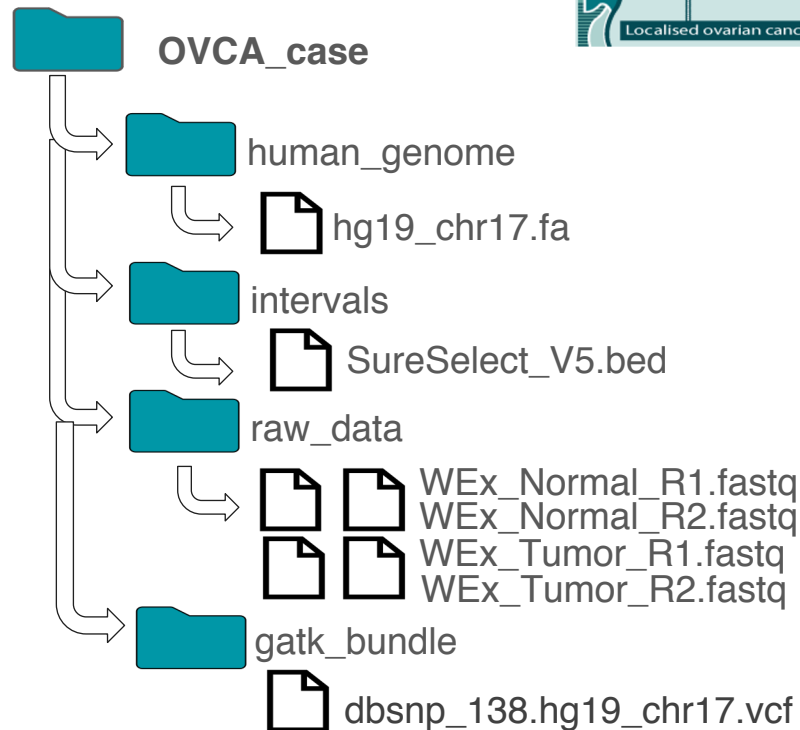 Localised ovarian canc
OVCA_case
human_genome
hg19_chr17.fa
intervals
SureSelect_V5.bed
raw_data
WEx_Normal_R1.fastq
WEx_Normal_R2.fastq
WEx_Tumor_R1.fastq
WEx_Tumor_R2.fastq
gatk_bundle
dbsnp_138.hg19_chr17.vcf